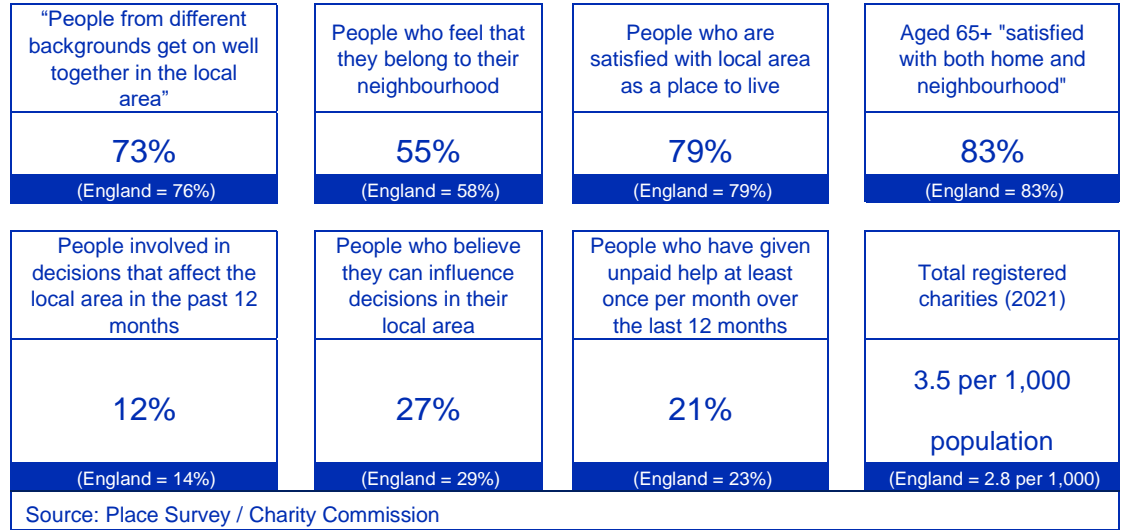 “People from different
backgrounds get on well
together in the local
area”
73%
(England = 76%)
People who feel that
they belong to their
neighbourhood
55%
(England = 58%)
People who are
satisfied with local area
as a place to live
79%
(England = 79%)
Aged 65+ "satisfied
with both home and
neighbourhood"
83%
(England = 83%)
People involved in
decisions that affect the
local area in the past 12
months
12%
(England = 14%)
People who believe
they can influence
decisions in their
local area
27%
(England = 29%)
People who have given
unpaid help at least
once per month over
the last 12 months
21%
(England = 23%)
Total registered
charities (2021)
3.5 per 1,000
population
(England = 2.8 per 1,000)
Source: Place Survey / Charity Commission